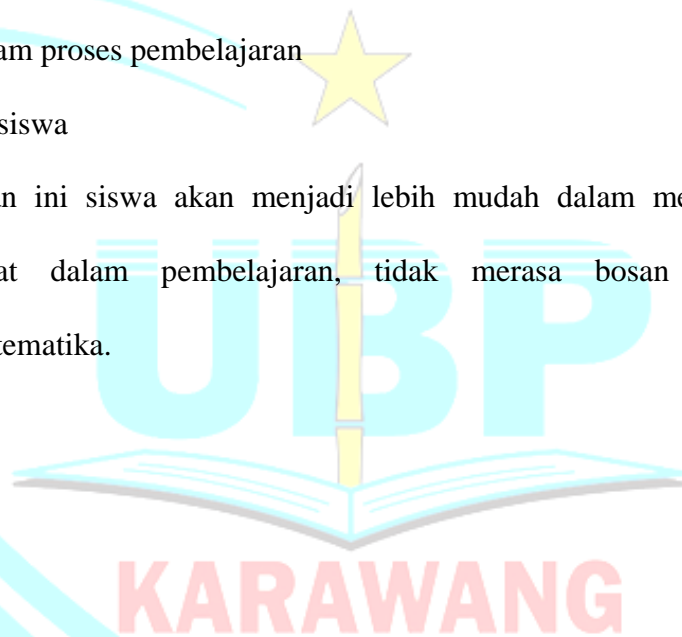 am proses pembelajaran
siswa
an ini siswa akan menjadi lebih mudah dalam me
at dalam pembelajaran, tidak merasa bosan
tematika.
UBP
KARAWANG